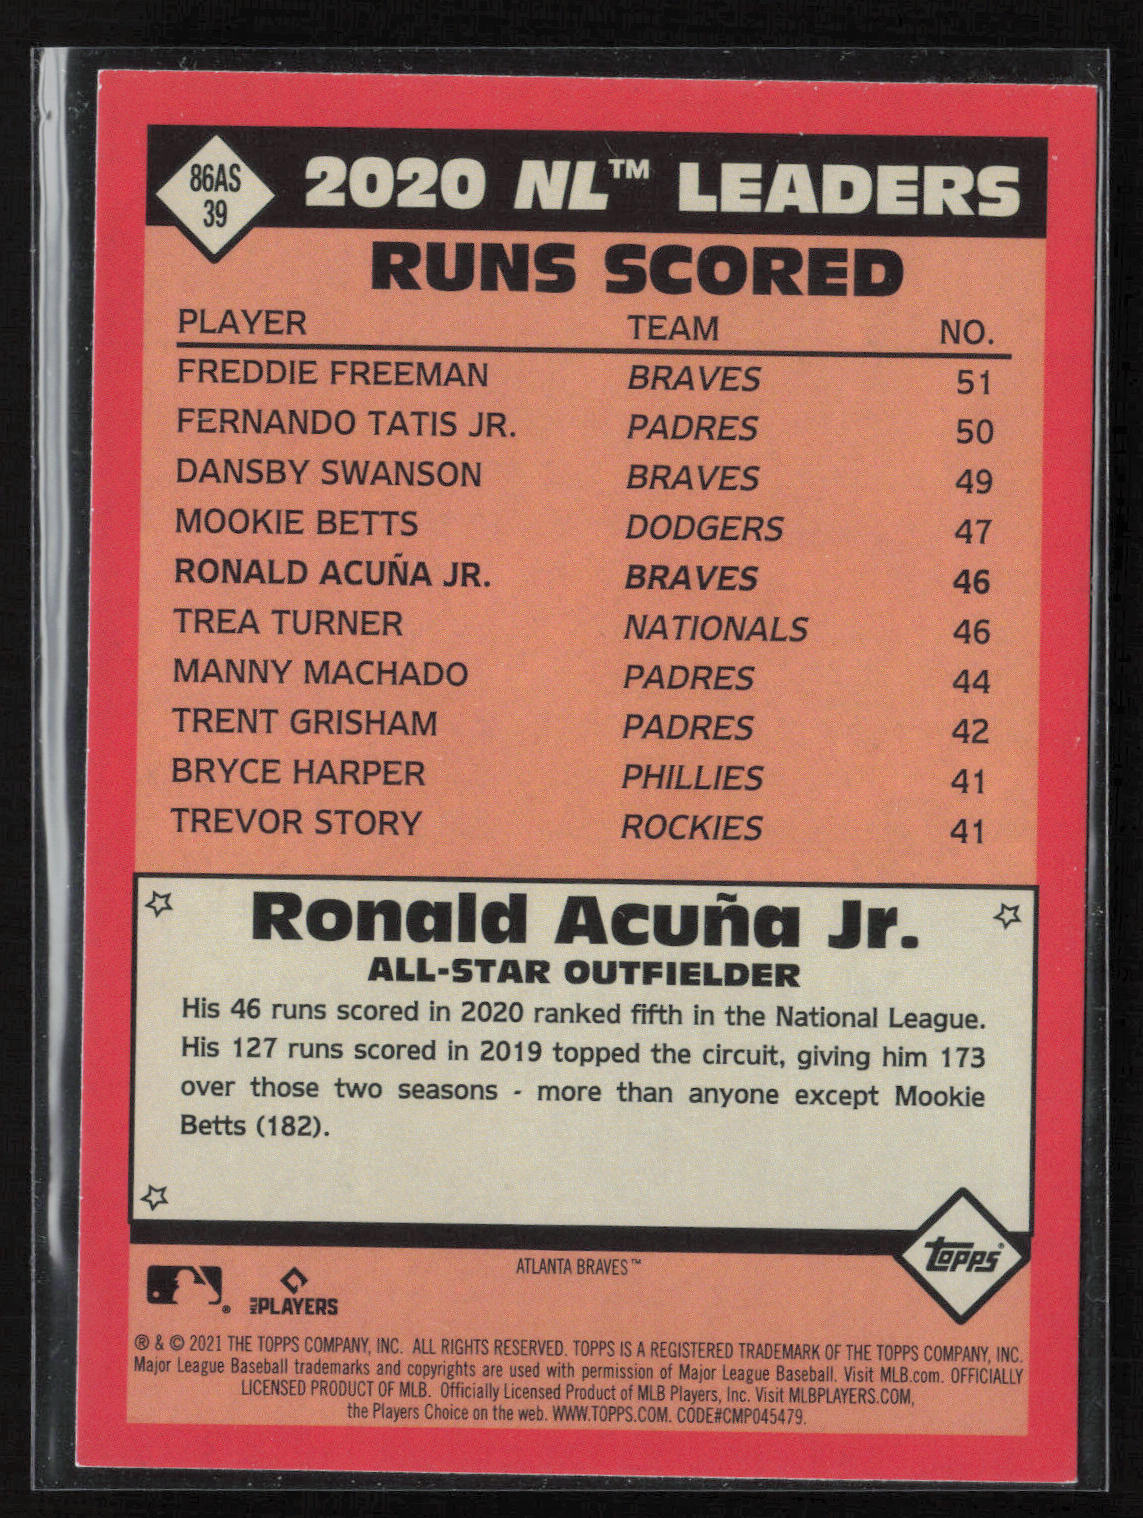 86AS
39
2020 NL™ LEADERS
RUNS SCORED
PLAYER TEAM NO.
FREDDIE FREEMAN BRAVES 51
FERNANDO TATIS JR. PADRES 50
DANSBY SWANSON BRAVES 49
MOOKIE BETTS DODGERS 47
RONALD ACUÑA JR. BRAVES 46
TREA TURNER NATIONALS 46
MANNY MACHADO PADRES 44
TRENT GRISHAM PADRES 42
BRYCE HARPER PHILLIES 41
TREVOR STORY ROCKIES 41
Ronald Acuña Jr.
ALL-STAR OUTFIELDER
His 46 runs scored in 2020 ranked fifth in the National League.
His 127 runs scored in 2019 topped the circuit, giving him 173
over those two seasons - more than anyone except Mookie
Betts (182).
topps®
ATLANTA BRAVES™
® MLB PLAYERS
® & © 2021 THE TOPPS COMPANY, INC. ALL RIGHTS RESERVED. TOPPS IS A REGISTERED TRADEMARK OF THE TOPPS COMPANY, INC.
Major League Baseball trademarks and copyrights are used with permission of Major League Baseball. Visit MLB.com. OFFICIALLY
LICENSED PRODUCT OF MLB. Officially Licensed Product of MLB Players, Inc. Visit MLBPLAYERS.COM,
the Players Choice on the web. WWW.TOPPS.COM. CODE#CMP045479.